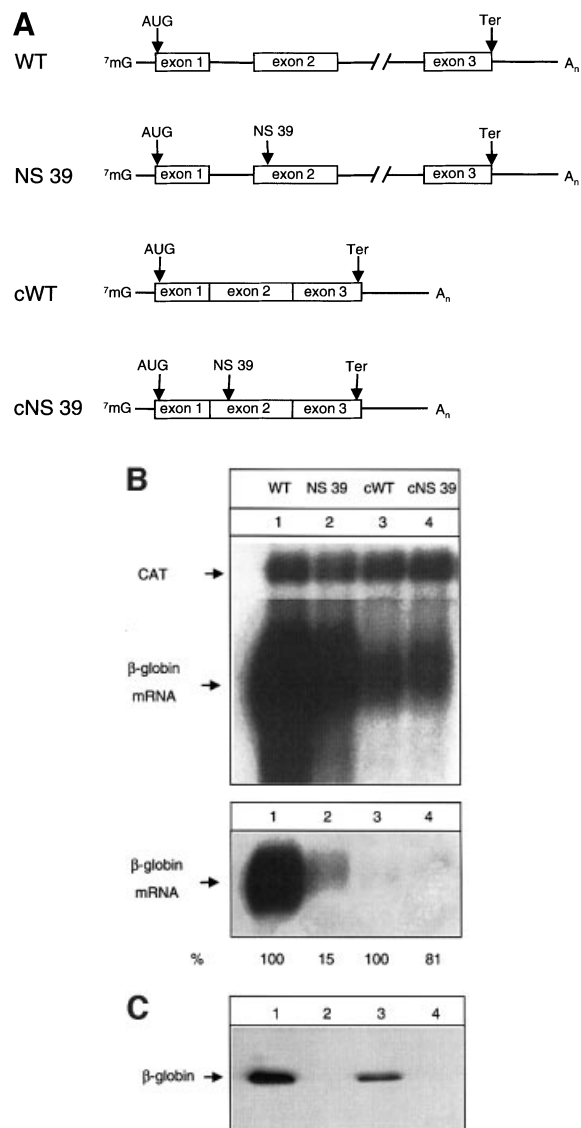 A
AUG Ter
WT ⁷mG exon 1 exon 2 exon 3 Aₙ
AUG NS 39 Ter
NS 39 ⁷mG exon 1 exon 2 exon 3 Aₙ
AUG Ter
cWT ⁷mG exon 1 exon 2 exon 3 Aₙ
AUG NS 39 Ter
cNS 39 ⁷mG exon 1 exon 2 exon 3 Aₙ
B
WT NS 39 cWT cNS 39
1 2 3 4
CAT
β-globin
mRNA
1 2 3 4
β-globin
mRNA
% 100 15 100 81
C
1 2 3 4
β-globin